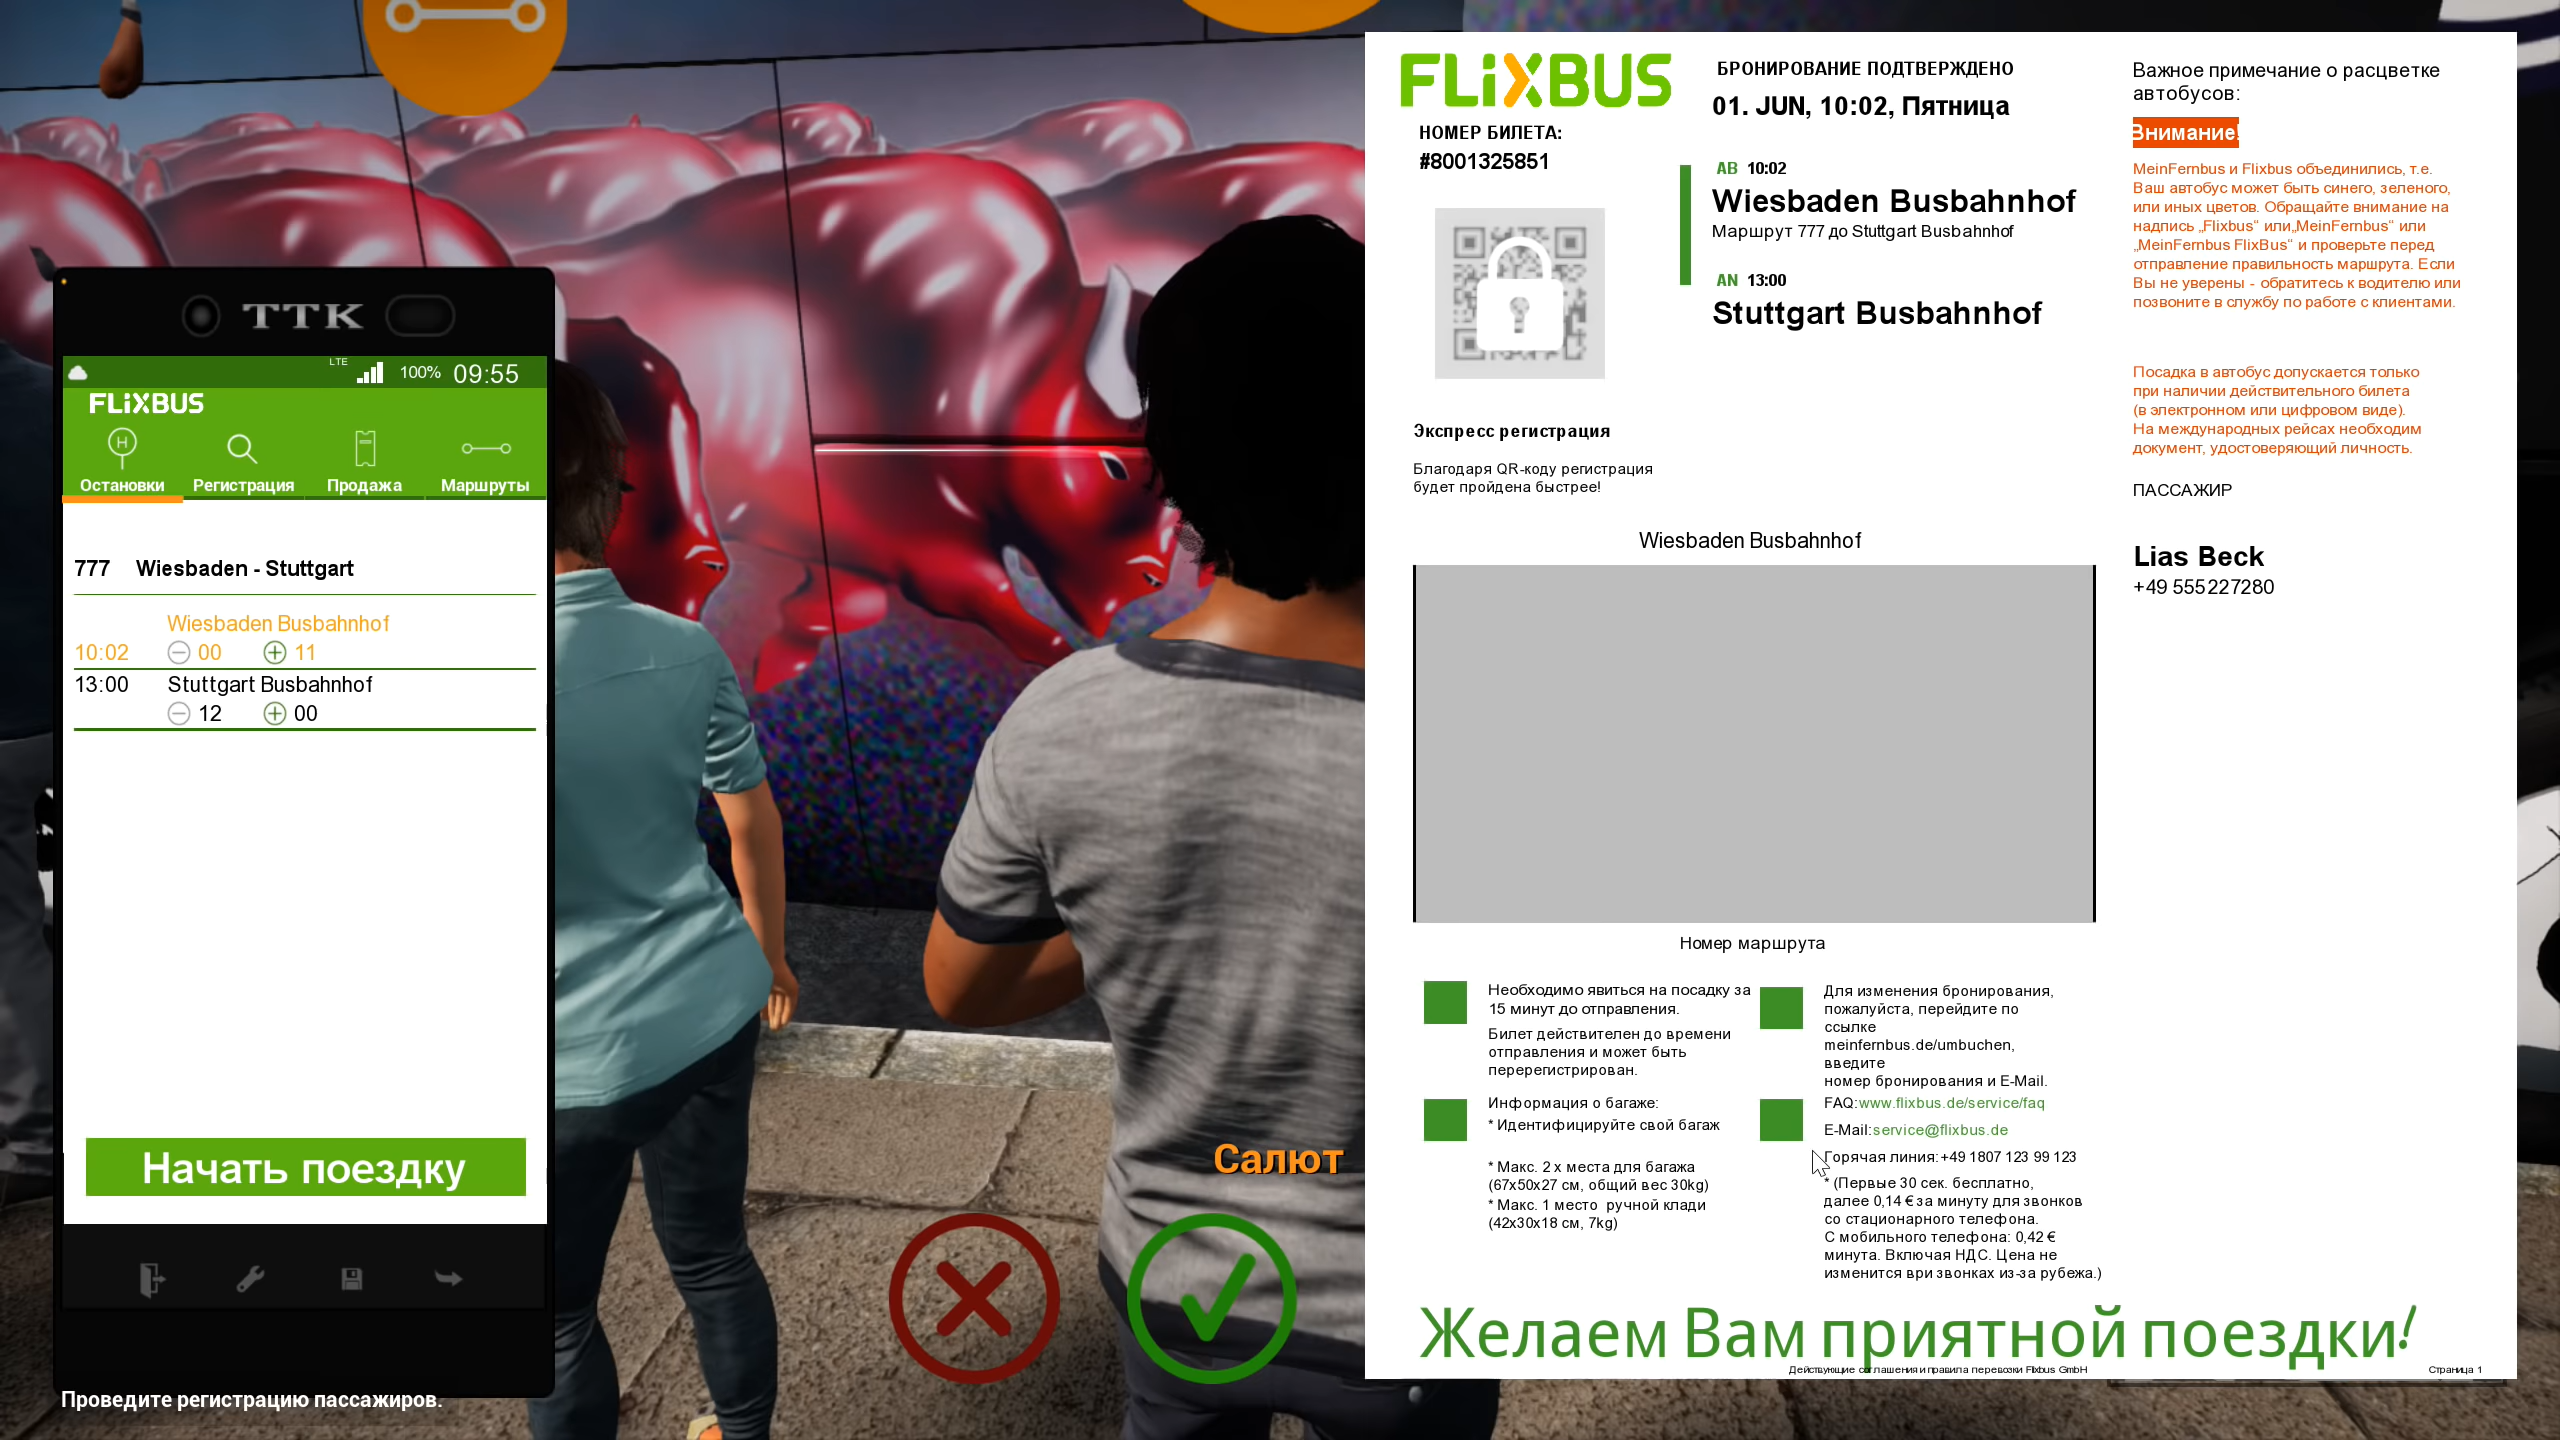 TTK
LTE
100%
09:55
FLiXBUS
H
Остановки
Регистрация
Продажа
Маршруты
777 Wiesbaden - Stuttgart
Wiesbaden Busbahnhof
10:02 00 11
13:00 Stuttgart Busbahnhof
12 00
Начать поездку
Проведите регистрацию пассажиров.
Салют
FLiXBUS
НОМЕР БИЛЕТА:
#8001325851
БРОНИРОВАНИЕ ПОДТВЕРЖДЕНО
01. JUN, 10:02, Пятница
AB 10:02
Wiesbaden Busbahnhof
Маршрут 777 до Stuttgart Busbahnhof
AN 13:00
Stuttgart Busbahnhof
Экспресс регистрация
Благодаря QR-коду регистрация
будет пройдена быстрее!
Wiesbaden Busbahnhof
Номер маршрута
Необходимо явиться на посадку за
15 минут до отправления.
Билет действителен до времени
отправления и может быть
перерегистрирован.
Информация о багаже:
* Идентифицируйте свой багаж
* Макс. 2 х места для багажа
(67x50x27 см, общий вес 30kg)
* Макс. 1 место ручной клади
(42x30x18 см, 7kg)
Для изменения бронирования,
пожалуйста, перейдите по
ссылке
meinfernbus.de/umbuchen,
введите
номер бронирования и E-Mail.
FAQ:www.flixbus.de/service/faq
E-Mail:service@flixbus.de
Горячая линия:+49 1807 123 99 123
* (Первые 30 сек. бесплатно,
далее 0,14 € за минуту для звонков
со стационарного телефона.
С мобильного телефона: 0,42 €
минута. Включая НДС. Цена не
изменится ври звонках из-за рубежа.)
Важное примечание о расцветке
автобусов:
Внимание!
MeinFernbus и Flixbus объединились, т.е.
Ваш автобус может быть синего, зеленого,
или иных цветов. Обращайте внимание на
надпись „Flixbus“ или„MeinFernbus“ или
„MeinFernbus FlixBus“ и проверьте перед
отправление правильность маршрута. Если
Вы не уверены - обратитесь к водителю или
позвоните в службу по работе с клиентами.
Посадка в автобус допускается только
при наличии действительного билета
(в электронном или цифровом виде).
На международных рейсах необходим
документ, удостоверяющий личность.
ПАССАЖИР
Lias Beck
+49 555227280
Желаем Вам приятной поездки!
Действующие соглашения и правила перевозки Flixbus GmbH
Страница 1